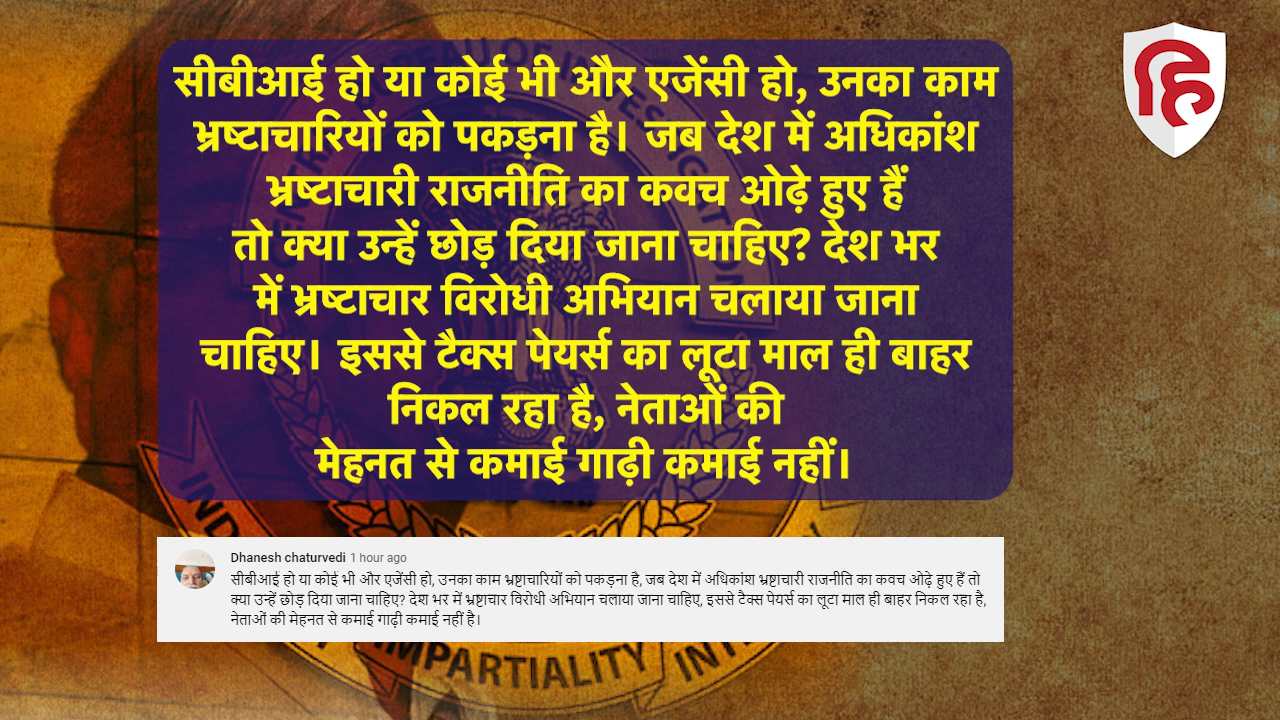 सीबीआई हो या कोई भी और एजेंसी हो, उनका काम
भ्रष्टाचारियों को पकड़ना है। जब देश में अधिकांश
भ्रष्टाचारी राजनीति का कवच ओढ़े हुए हैं
तो क्या उन्हें छोड़ दिया जाना चाहिए? देश भर
में भ्रष्टाचार विरोधी अभियान चलाया जाना
चाहिए। इससे टैक्स पेयर्स का लूटा माल ही बाहर
निकल रहा है, नेताओं की
मेहनत से कमाई गाढ़ी कमाई नहीं।
हि
Dhanesh chaturvedi 1 hour ago
सीबीआई हो या कोई भी और एजेंसी हो, उनका काम भ्रष्टाचारियों को पकड़ना है, जब देश में अधिकांश भ्रष्टाचारी राजनीति का कवच ओढ़े हुए हैं तो
क्या उन्हें छोड़ दिया जाना चाहिए? देश भर में भ्रष्टाचार विरोधी अभियान चलाया जाना चाहिए, इससे टैक्स पेयर्स का लूटा माल ही बाहर निकल रहा है,
नेताओं की मेहनत से कमाई गाढ़ी कमाई नहीं है।
IMPARTIALITY